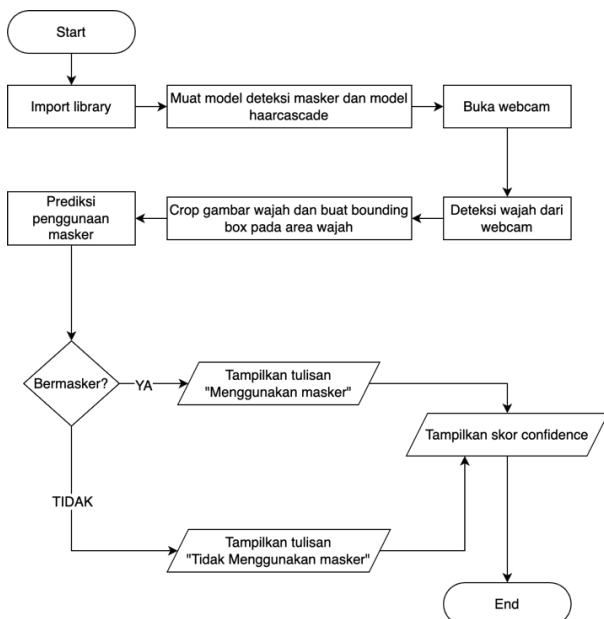 Start
Import library
Muat model deteksi masker dan model
haarcascade
Buka webcam
Deteksi wajah dari
webcam
Crop gambar wajah dan buat bounding
box pada area wajah
Prediksi
penggunaan
masker
Bermasker?
YA
Tampilkan tulisan
"Menggunakan masker"
TIDAK
Tampilkan tulisan
"Tidak Menggunakan masker"
Tampilkan skor confidence
End